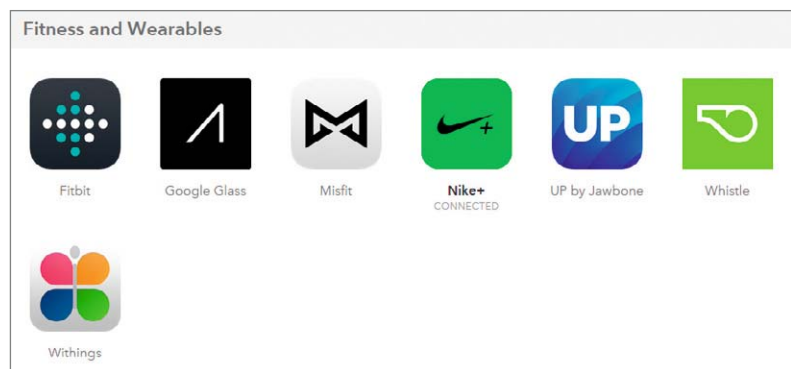 Fitness and Wearables
UP
Fitbit
Google Glass
Misfit
Nike+
CONNECTED
UP by Jawbone
Whistle
Withings